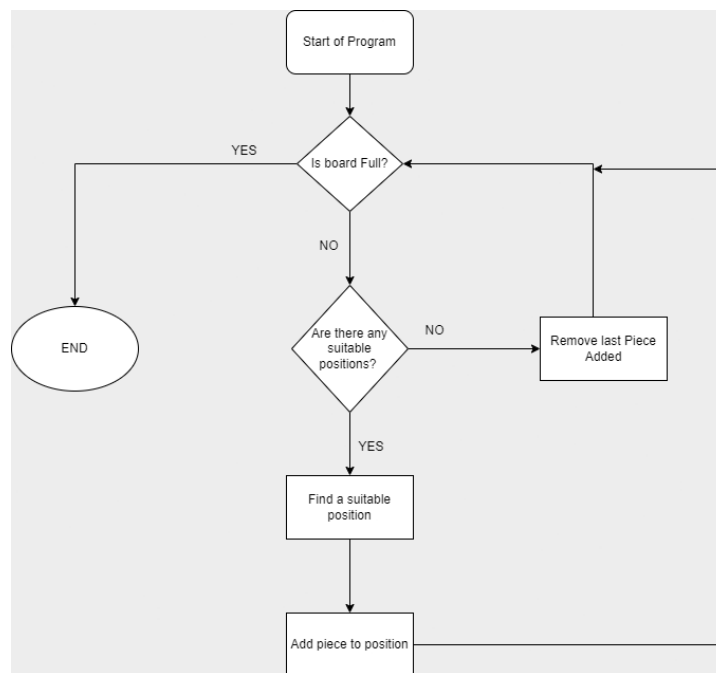 Start of Program
Is board Full?
YES
NO
Are there any
suitable
positions?
NO
Remove last Piece
Added
END
YES
Find a suitable
position
Add piece to position